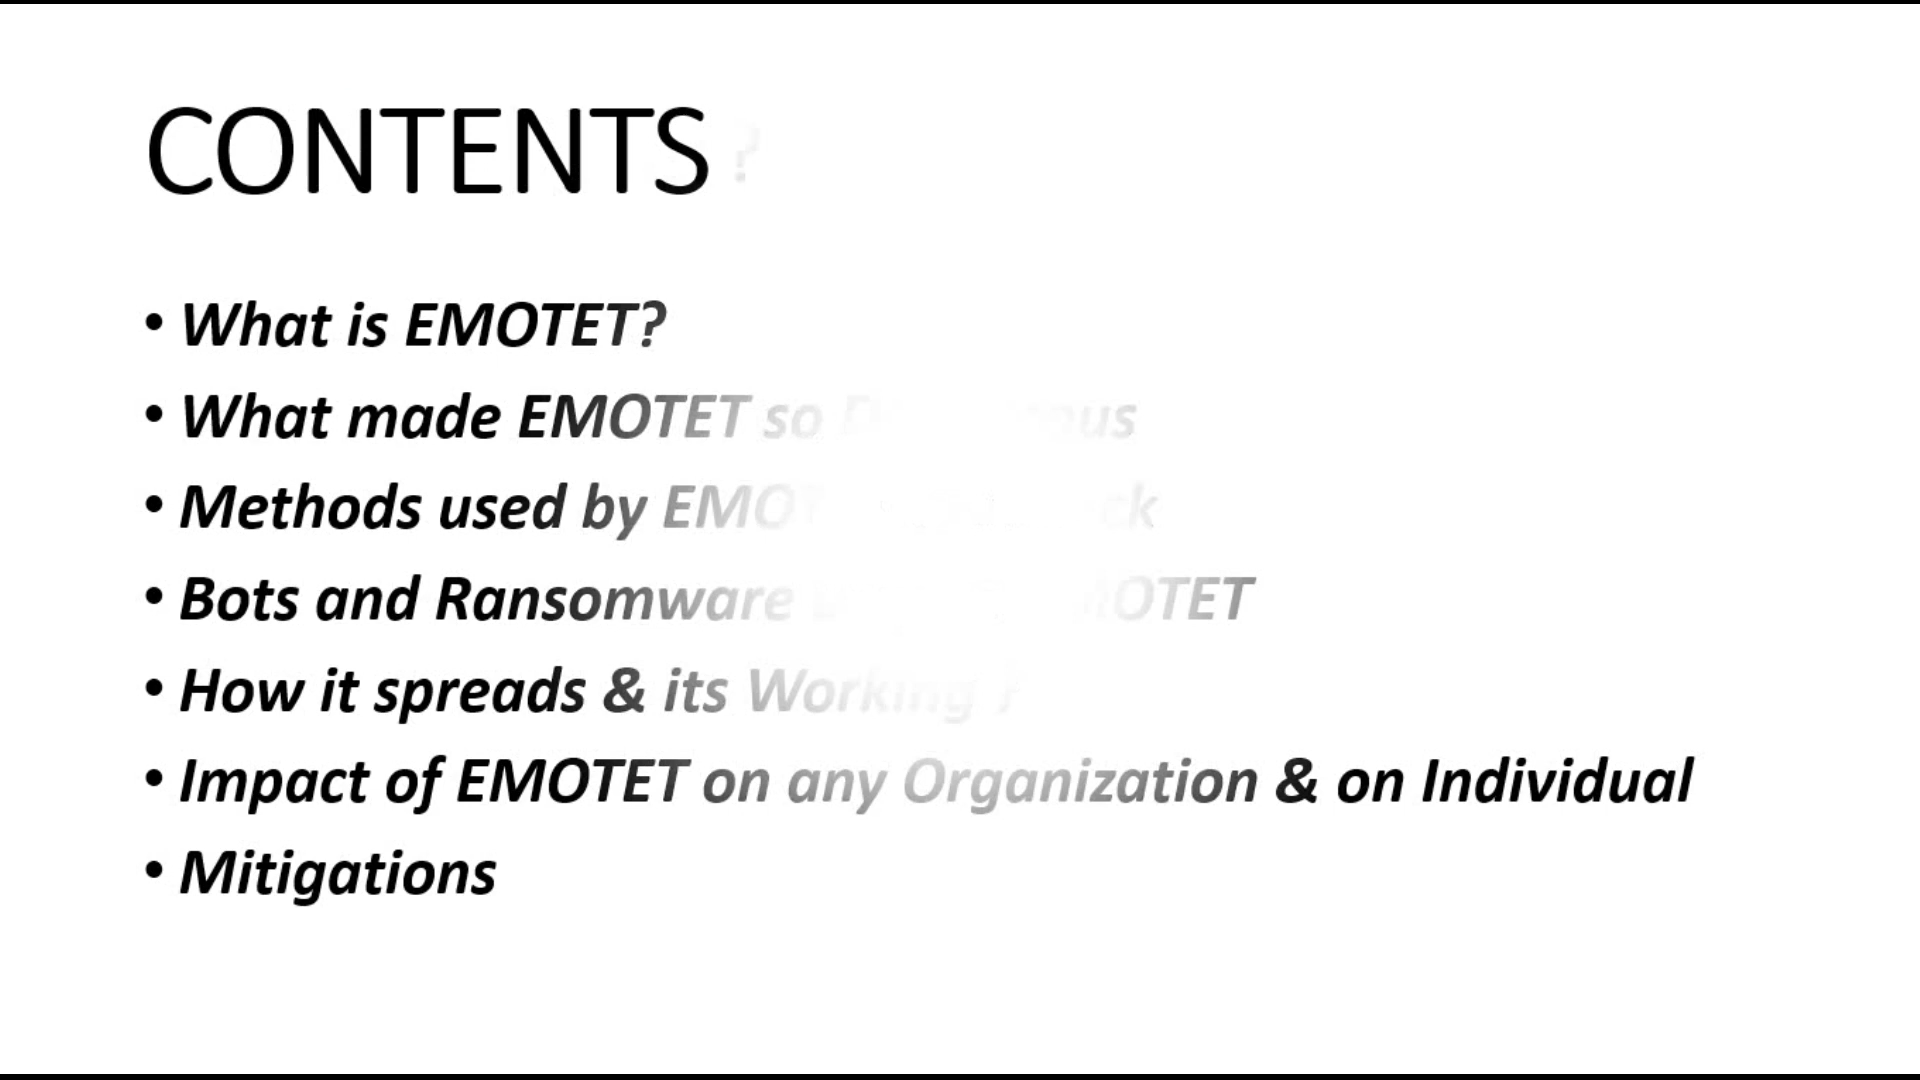 CONTENTS
• What is EMOTET?
• What made EMOTET so
• Methods used by
• Bots and Ransomware
• How it spreads & its Working ?
• Impact of EMOTET on any Organization & on Individual
• Mitigations